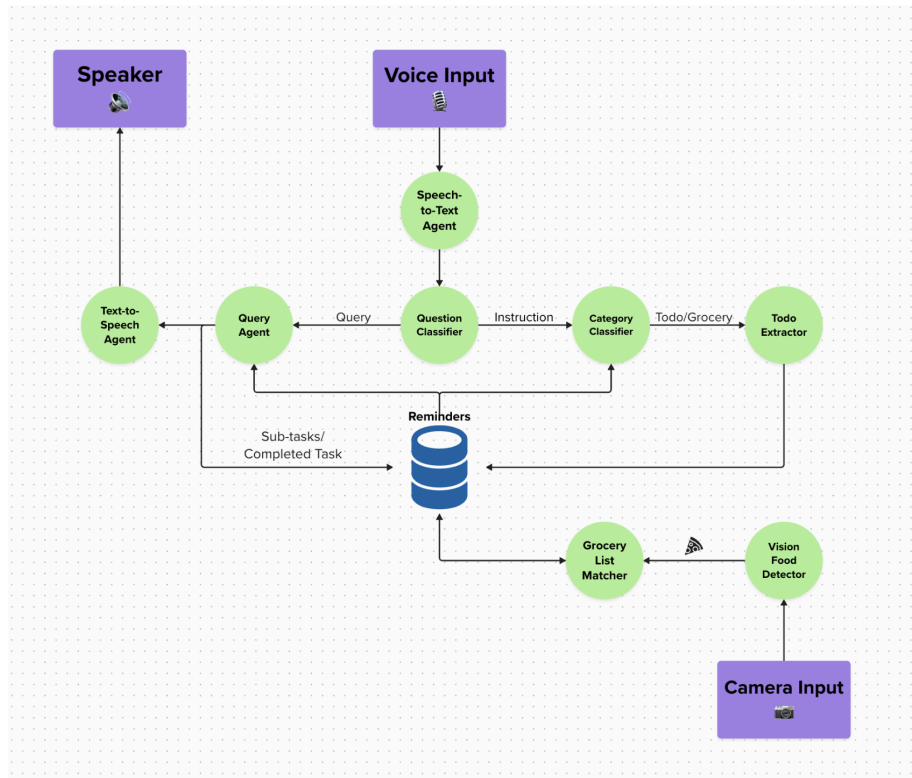 Speaker
Voice Input
Speech-
to-Text
Agent
Text-to-
Speech
Agent
Query
Agent
Query
Question
Classifier
Instruction
Category
Classifier
Todo/Grocery
Todo
Extractor
Reminders
Sub-tasks/
Completed Task
Grocery
List
Matcher
Vision
Food
Detector
Camera Input